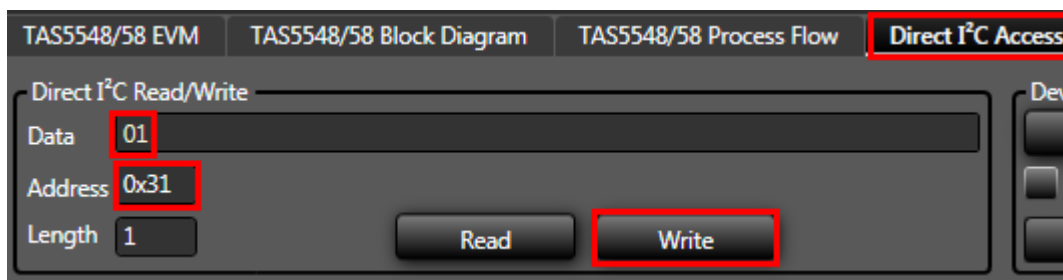 TAS5548/58 EVM TAS5548/58 Block Diagram TAS5548/58 Process Flow Direct I²C Access
Direct I²C Read/Write
Data 01
Address 0x31
Length 1 Read Write